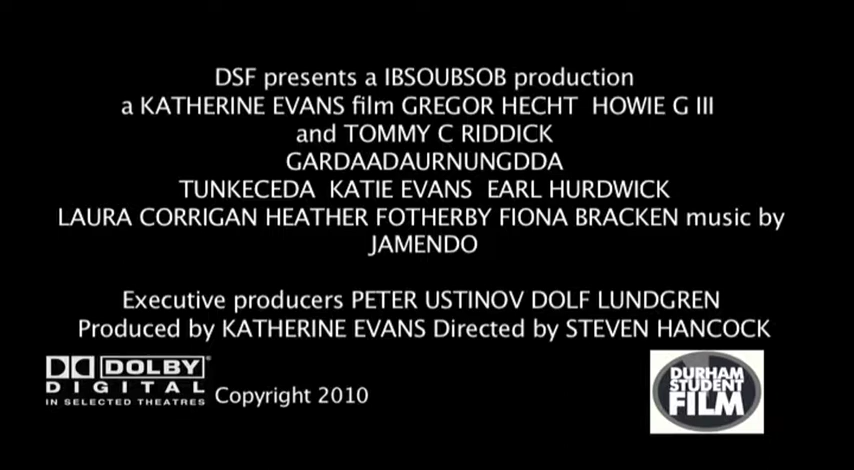 DSF presents a IBSOUBSOB production
a KATHERINE EVANS film GREGOR HECHT HOWIE G III
and TOMMY C RIDDICK
GARDAADAURNUNGDDA
TUNKECEDA KATIE EVANS EARL HURDWICK
LAURA CORRIGAN HEATHER FOTHERBY FIONA BRACKEN music by
JAMENDO
Executive producers PETER USTINOV DOLF LUNDGREN
Produced by KATHERINE EVANS Directed by STEVEN HANCOCK
DOLBY®
DIGITAL
IN SELECTED THEATRES
Copyright 2010
DURHAM
STUDENT
FILM